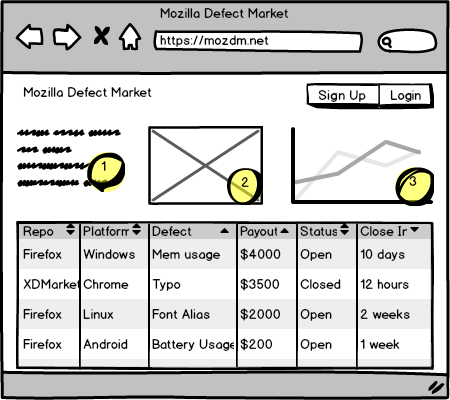 Mozilla Defect Market
https://mozdm.net
Mozilla Defect Market
Sign Up Login
1
2
3
Repo Platform Defect Payout Status Close In
Firefox Windows Mem usage $4000 Open 10 days
XDMarket Chrome Typo $3500 Closed 12 hours
Firefox Linux Font Alias $2000 Open 2 weeks
Firefox Android Battery Usage $200 Open 1 week